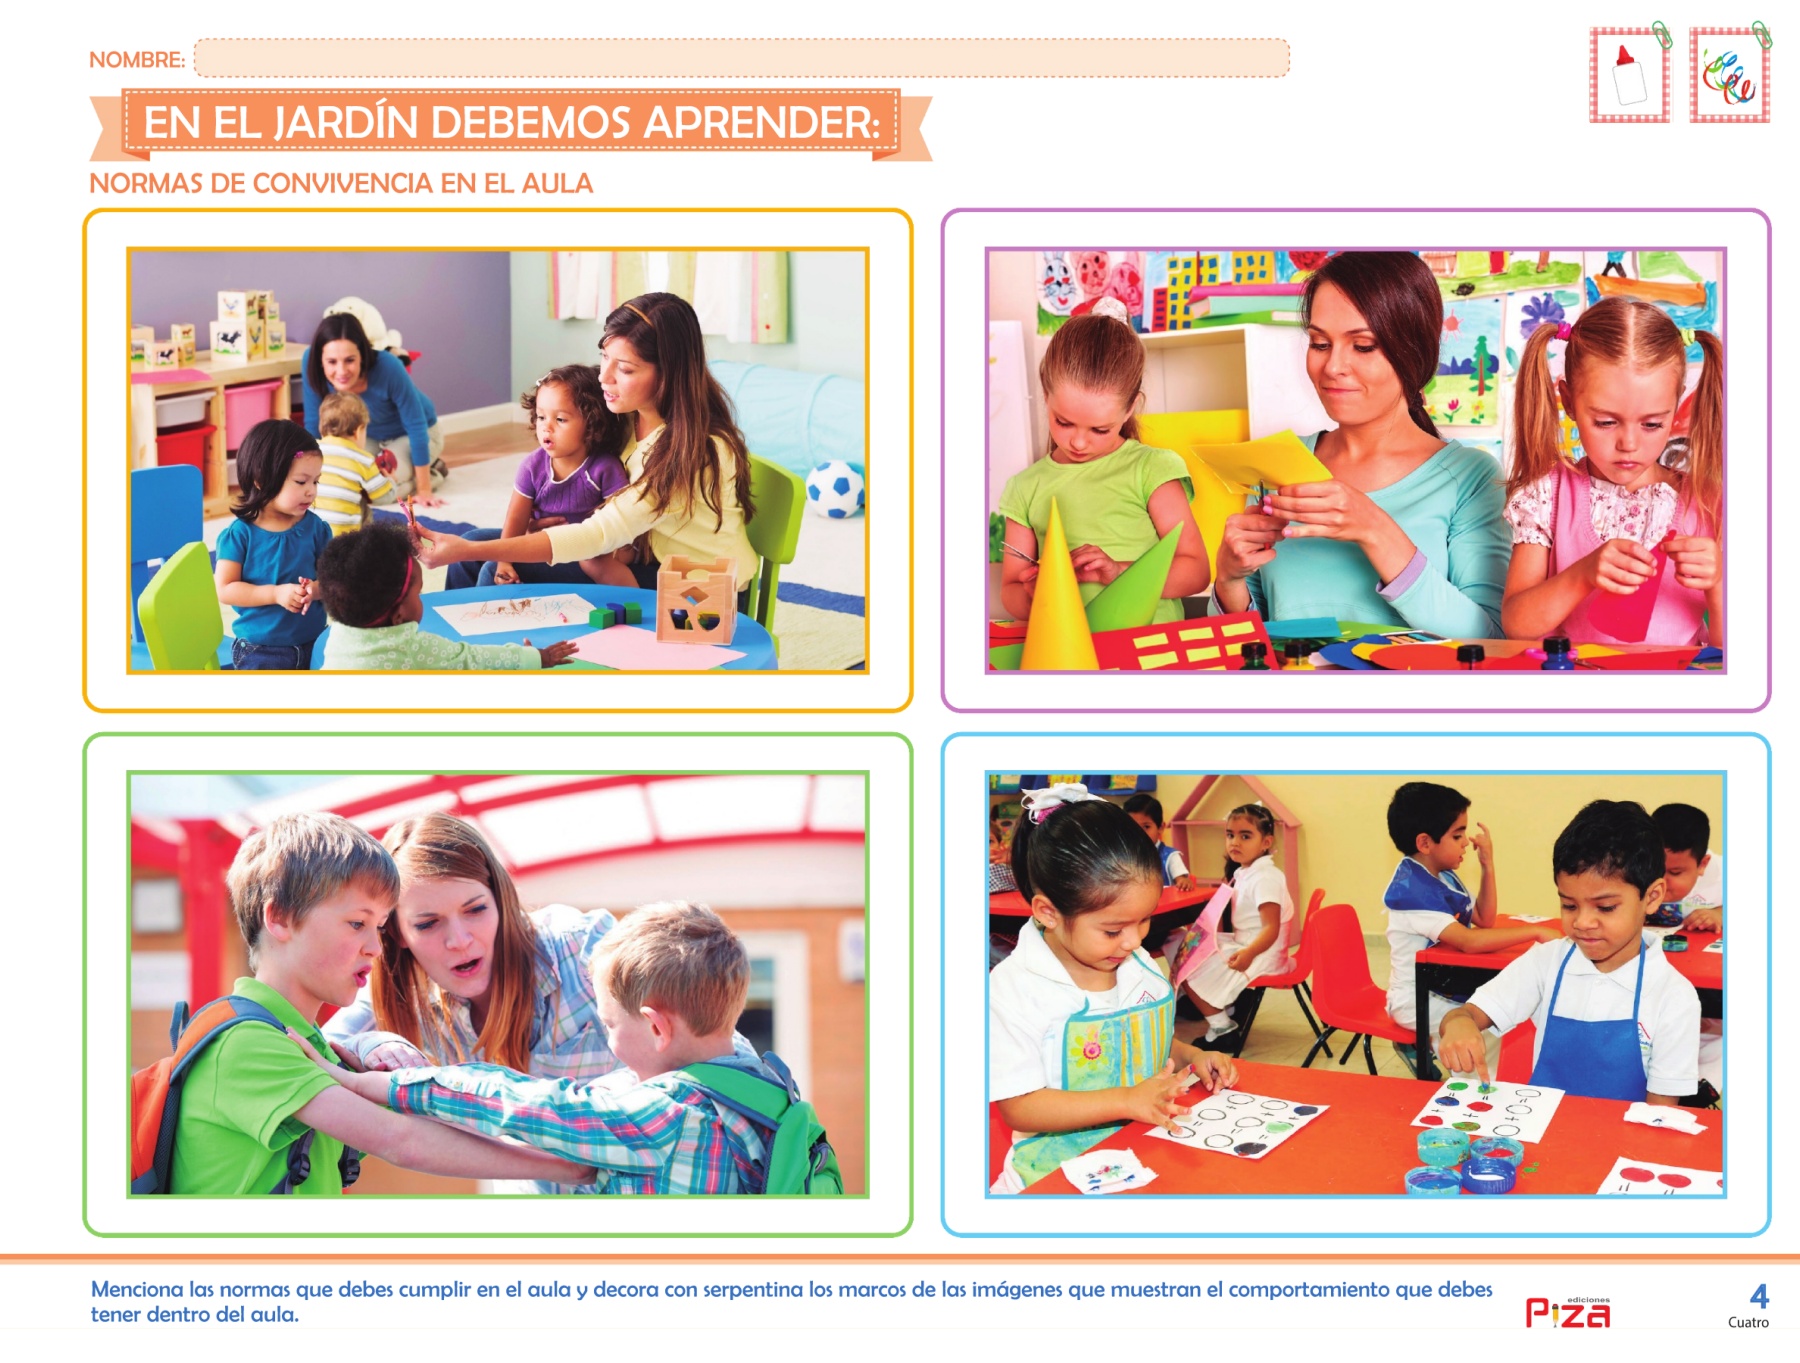 NOMBRE:
EN EL JARDÍN DEBEMOS APRENDER:
NORMAS DE CONVIVENCIA EN EL AULA
Menciona las normas que debes cumplir en el aula y decora con serpentina los marcos de las imágenes que muestran el comportamiento que debes
tener dentro del aula.
ediciones
Piza
4
Cuatro